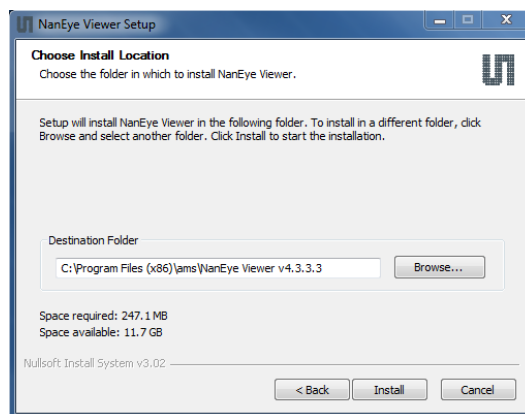 NanEye Viewer Setup
Choose Install Location
Choose the folder in which to install NanEye Viewer.
Setup will install NanEye Viewer in the following folder. To install in a different folder, click
Browse and select another folder. Click Install to start the installation.
Destination Folder
C:\Program Files (x86)\ams\NanEye Viewer v4.3.3.3
Browse...
Space required: 247.1 MB
Space available: 11.7 GB
Nullsoft Install System v3.02
< Back
Install
Cancel